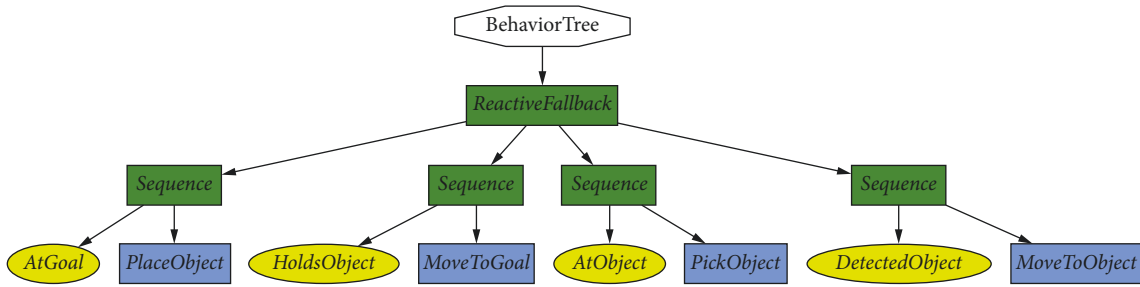 BehaviorTree
ReactiveFallback
Sequence Sequence Sequence Sequence
AtGoal PlaceObject HoldsObject MoveToGoal AtObject PickObject DetectedObject MoveToObject